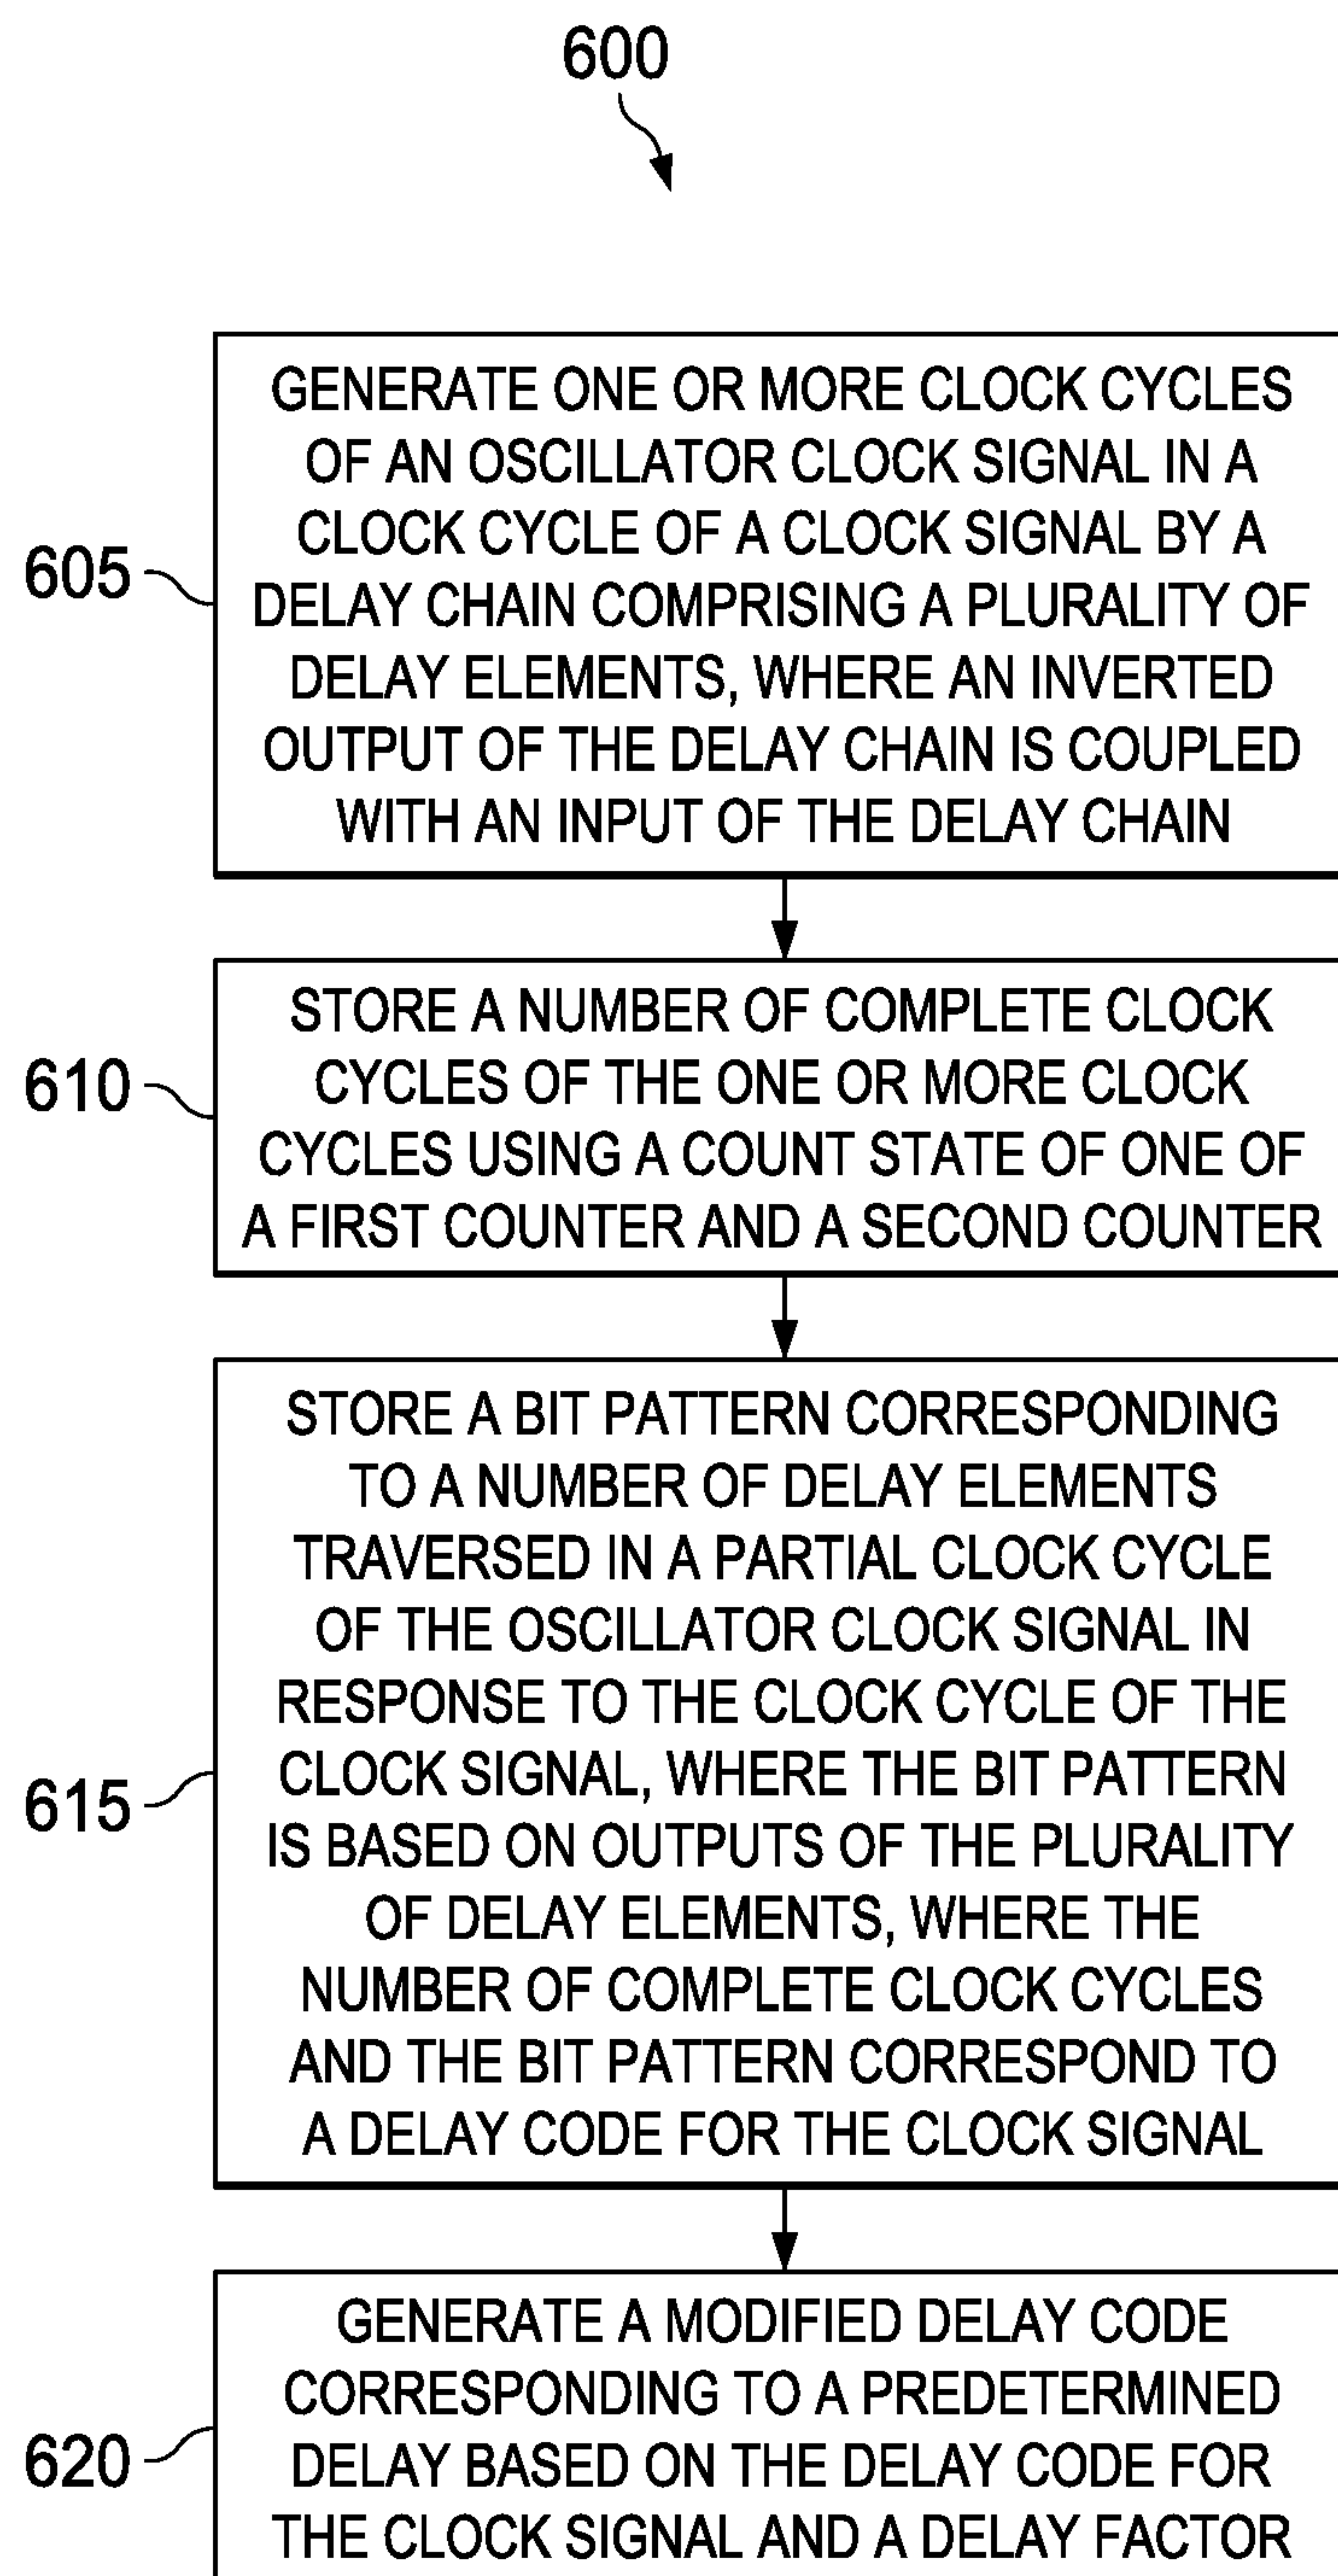 600
605
GENERATE ONE OR MORE CLOCK CYCLES
OF AN OSCILLATOR CLOCK SIGNAL IN A
CLOCK CYCLE OF A CLOCK SIGNAL BY A
DELAY CHAIN COMPRISING A PLURALITY OF
DELAY ELEMENTS, WHERE AN INVERTED
OUTPUT OF THE DELAY CHAIN IS COUPLED
WITH AN INPUT OF THE DELAY CHAIN
610
STORE A NUMBER OF COMPLETE CLOCK
CYCLES OF THE ONE OR MORE CLOCK
CYCLES USING A COUNT STATE OF ONE OF
A FIRST COUNTER AND A SECOND COUNTER
615
STORE A BIT PATTERN CORRESPONDING
TO A NUMBER OF DELAY ELEMENTS
TRAVERSED IN A PARTIAL CLOCK CYCLE
OF THE OSCILLATOR CLOCK SIGNAL IN
RESPONSE TO THE CLOCK CYCLE OF THE
CLOCK SIGNAL, WHERE THE BIT PATTERN
IS BASED ON OUTPUTS OF THE PLURALITY
OF DELAY ELEMENTS, WHERE THE
NUMBER OF COMPLETE CLOCK CYCLES
AND THE BIT PATTERN CORRESPOND TO
A DELAY CODE FOR THE CLOCK SIGNAL
620
GENERATE A MODIFIED DELAY CODE
CORRESPONDING TO A PREDETERMINED
DELAY BASED ON THE DELAY CODE FOR
THE CLOCK SIGNAL AND A DELAY FACTOR